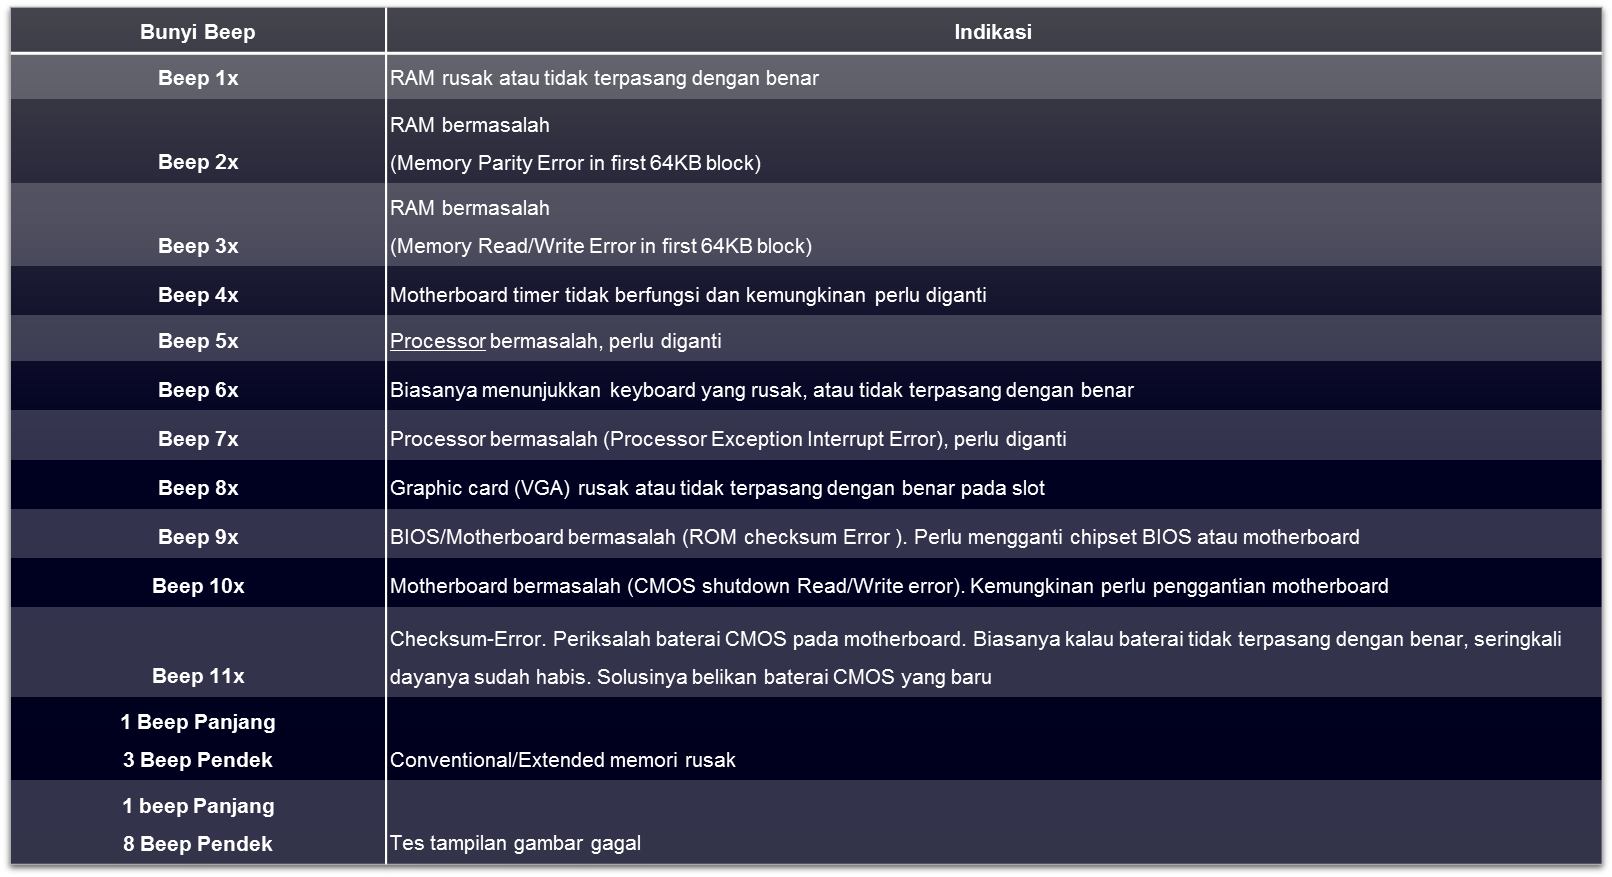 Bunyi Beep
Indikasi
Beep 1x
RAM rusak atau tidak terpasang dengan benar
Beep 2x
RAM bermasalah
(Memory Parity Error in first 64KB block)
Beep 3x
RAM bermasalah
(Memory Read/Write Error in first 64KB block)
Beep 4x
Motherboard timer tidak berfungsi dan kemungkinan perlu diganti
Beep 5x
Processor bermasalah, perlu diganti
Beep 6x
Biasanya menunjukkan keyboard yang rusak, atau tidak terpasang dengan benar
Beep 7x
Processor bermasalah (Processor Exception Interrupt Error), perlu diganti
Beep 8x
Graphic card (VGA) rusak atau tidak terpasang dengan benar pada slot
Beep 9x
BIOS/Motherboard bermasalah (ROM checksum Error ). Perlu mengganti chipset BIOS atau motherboard
Beep 10x
Motherboard bermasalah (CMOS shutdown Read/Write error). Kemungkinan perlu penggantian motherboard
Beep 11x
Checksum-Error. Periksalah baterai CMOS pada motherboard. Biasanya kalau baterai tidak terpasang dengan benar, seringkali
dayanya sudah habis. Solusinya belikan baterai CMOS yang baru
1 Beep Panjang
3 Beep Pendek
Conventional/Extended memori rusak
1 beep Panjang
8 Beep Pendek
Tes tampilan gambar gagal